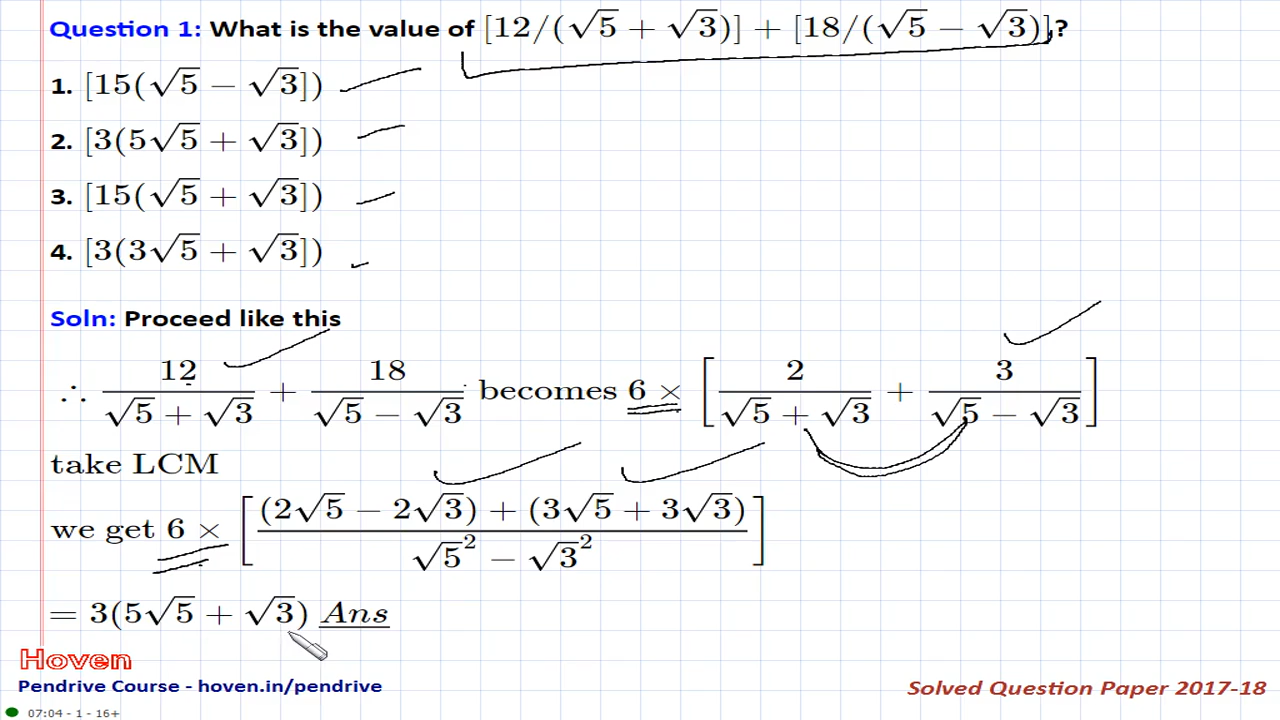 Question 1: What is the value of [12/(√5 + √3)] + [18/(√5 − √3)]?
1. [15(√5 − √3])
2. [3(5√5 + √3])
3. [15(√5 + √3])
4. [3(3√5 + √3])
Soln: Proceed like this
∴ 12/(√5 + √3) + 18/(√5 − √3) becomes 6 × [2/(√5 + √3) + 3/(√5 − √3)]
take LCM
we get 6 × [((2√5 − 2√3) + (3√5 + 3√3))/(√5² − √3²)]
= 3(5√5 + √3) Ans
Hoven
Pendrive Course - hoven.in/pendrive
Solved Question Paper 2017-18
07:04 - 1 - 16+